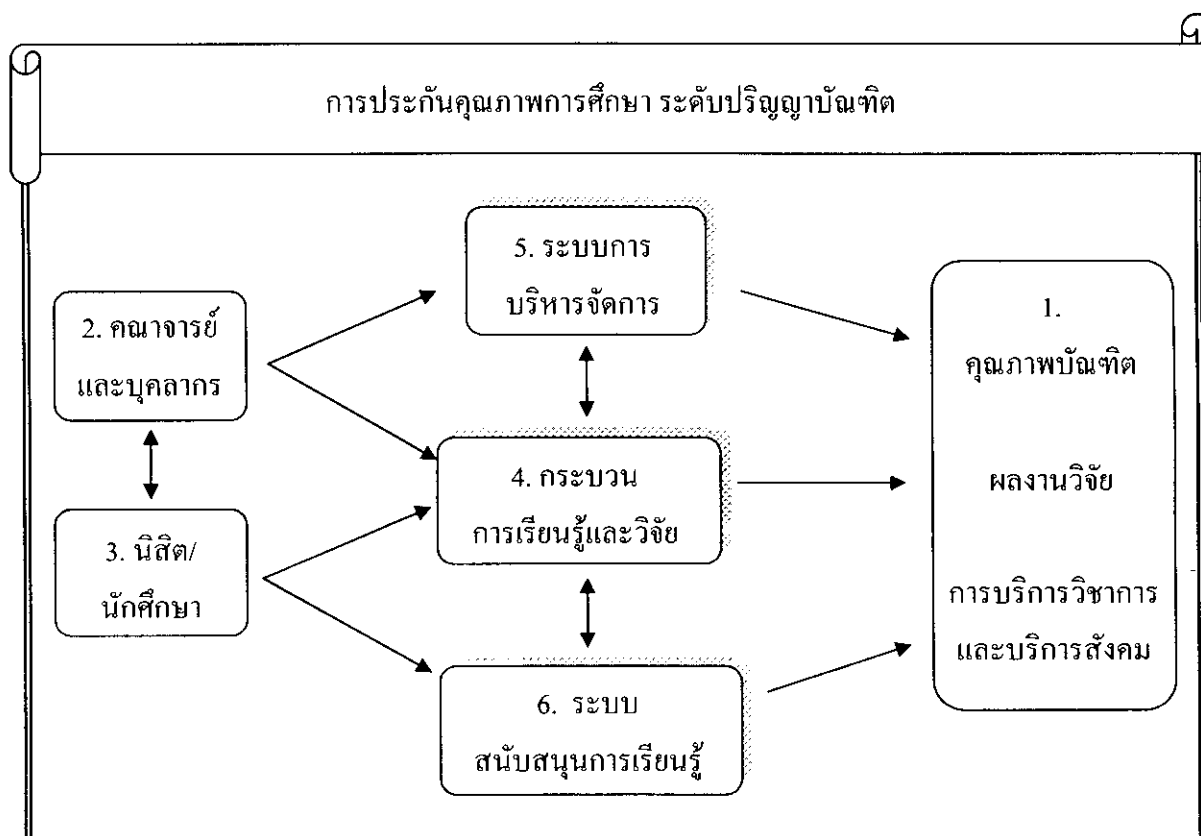 การประกันคุณภาพการศึกษา ระดับปริญญาบัณฑิต
5. ระบบการ
บริหารจัดการ
2. คณาจารย์
และบุคลากร
1.
คุณภาพบัณฑิต
ผลงานวิจัย
การบริการวิชาการ
และบริการสังคม
4. กระบวน
การเรียนรู้และวิจัย
3. นิสิต/
นักศึกษา
6. ระบบ
สนับสนุนการเรียนรู้